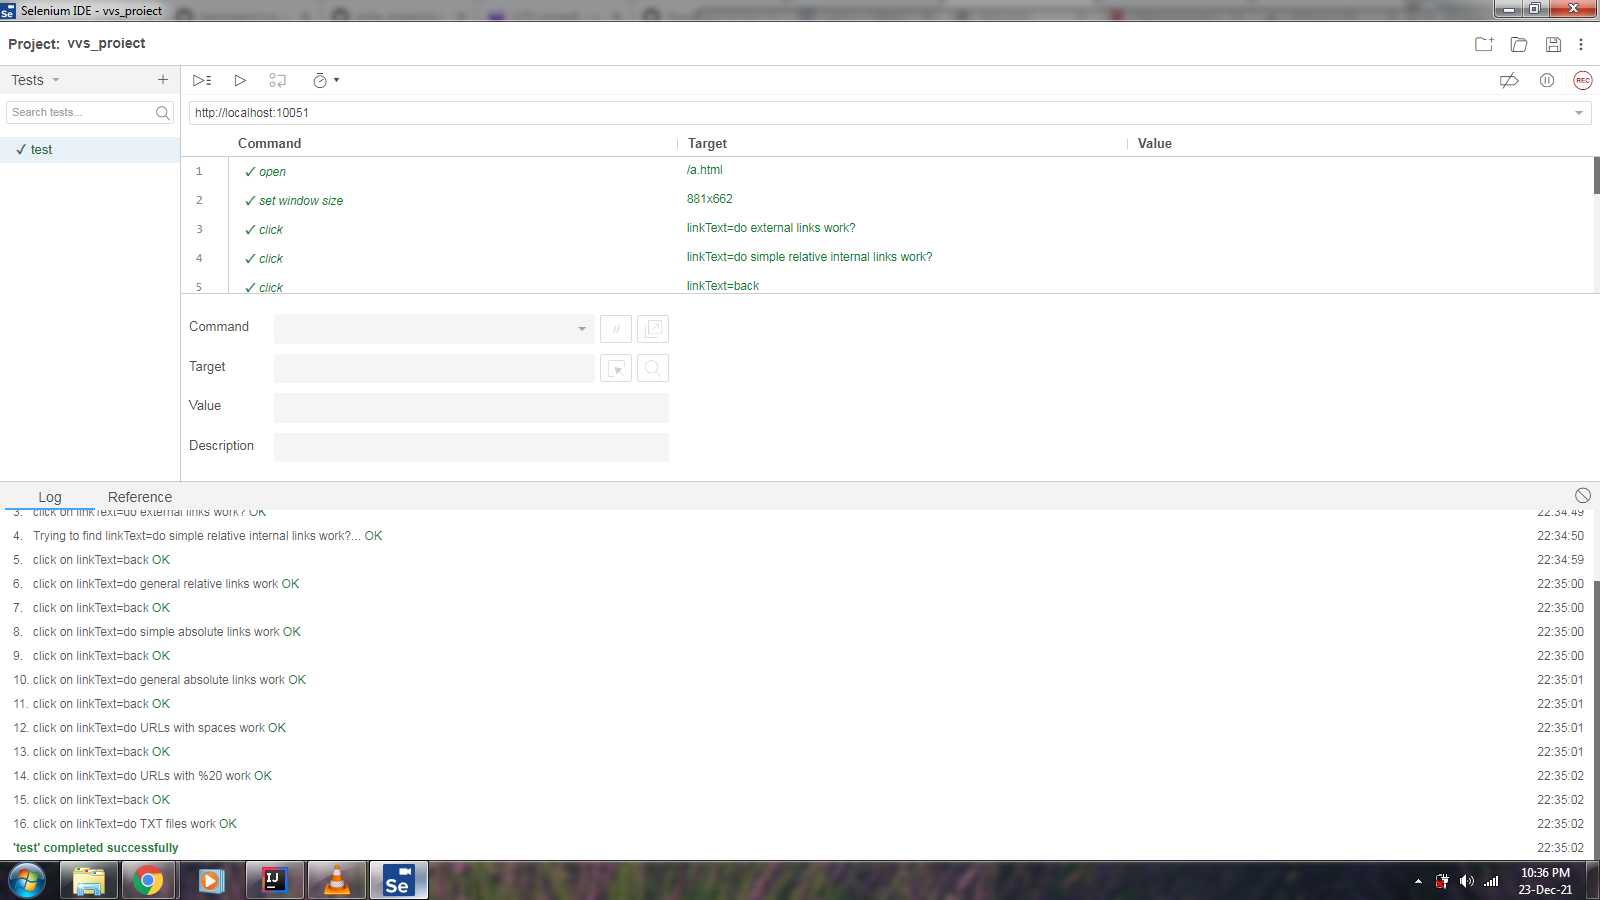 Selenium IDE - vvs_proiect
Project: vvs_proiect
Tests
Search tests...
✓ test
http://localhost:10051
Command Target Value
1 ✓ open /a.html
2 ✓ set window size 881x662
3 ✓ click linkText=do external links work?
4 ✓ click linkText=do simple relative internal links work?
5 ✓ click linkText=back
Command
//
Target
Value
Description
Log Reference
3. click on linkText=do external links work? OK 22:34:49
4. Trying to find linkText=do simple relative internal links work?... OK 22:34:50
5. click on linkText=back OK 22:34:59
6. click on linkText=do general relative links work OK 22:35:00
7. click on linkText=back OK 22:35:00
8. click on linkText=do simple absolute links work OK 22:35:00
9. click on linkText=back OK 22:35:00
10. click on linkText=do general absolute links work OK 22:35:01
11. click on linkText=back OK 22:35:01
12. click on linkText=do URLs with spaces work OK 22:35:01
13. click on linkText=back OK 22:35:01
14. click on linkText=do URLs with %20 work OK 22:35:02
15. click on linkText=back OK 22:35:02
16. click on linkText=do TXT files work OK 22:35:02
'test' completed successfully 22:35:02
REC
Se
IJ
Se
10:36 PM
23-Dec-21